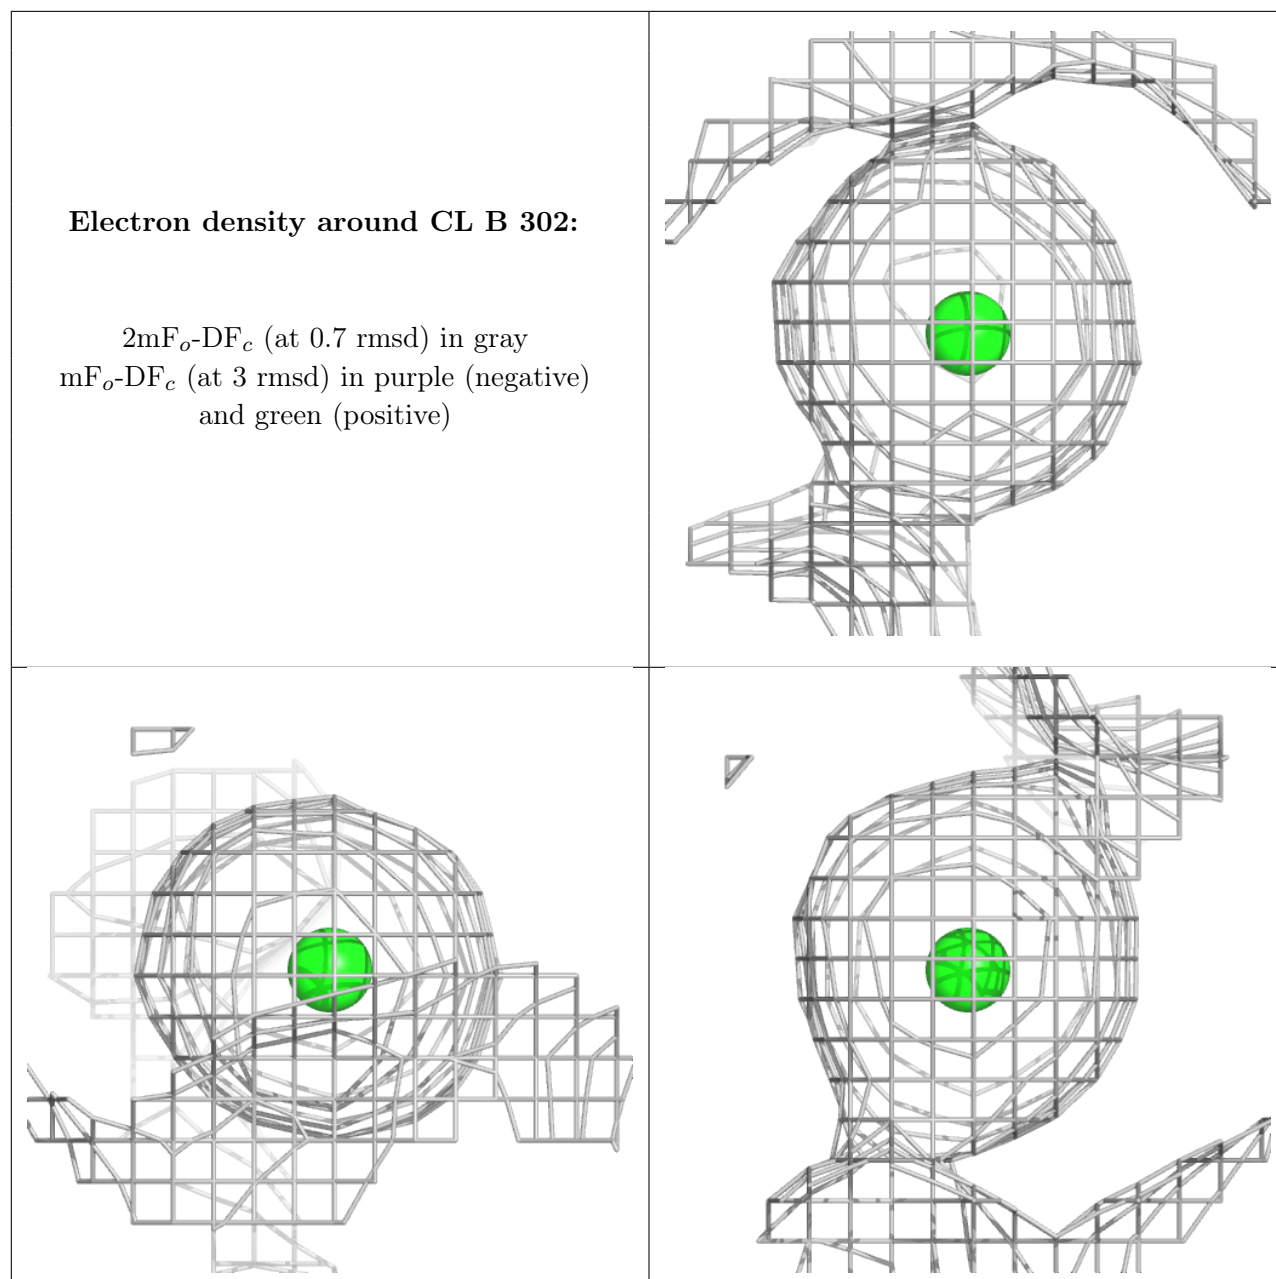 Electron density around CL B 302:
2mFo-DFc (at 0.7 rmsd) in gray
mFo-DFc (at 3 rmsd) in purple (negative)
and green (positive)